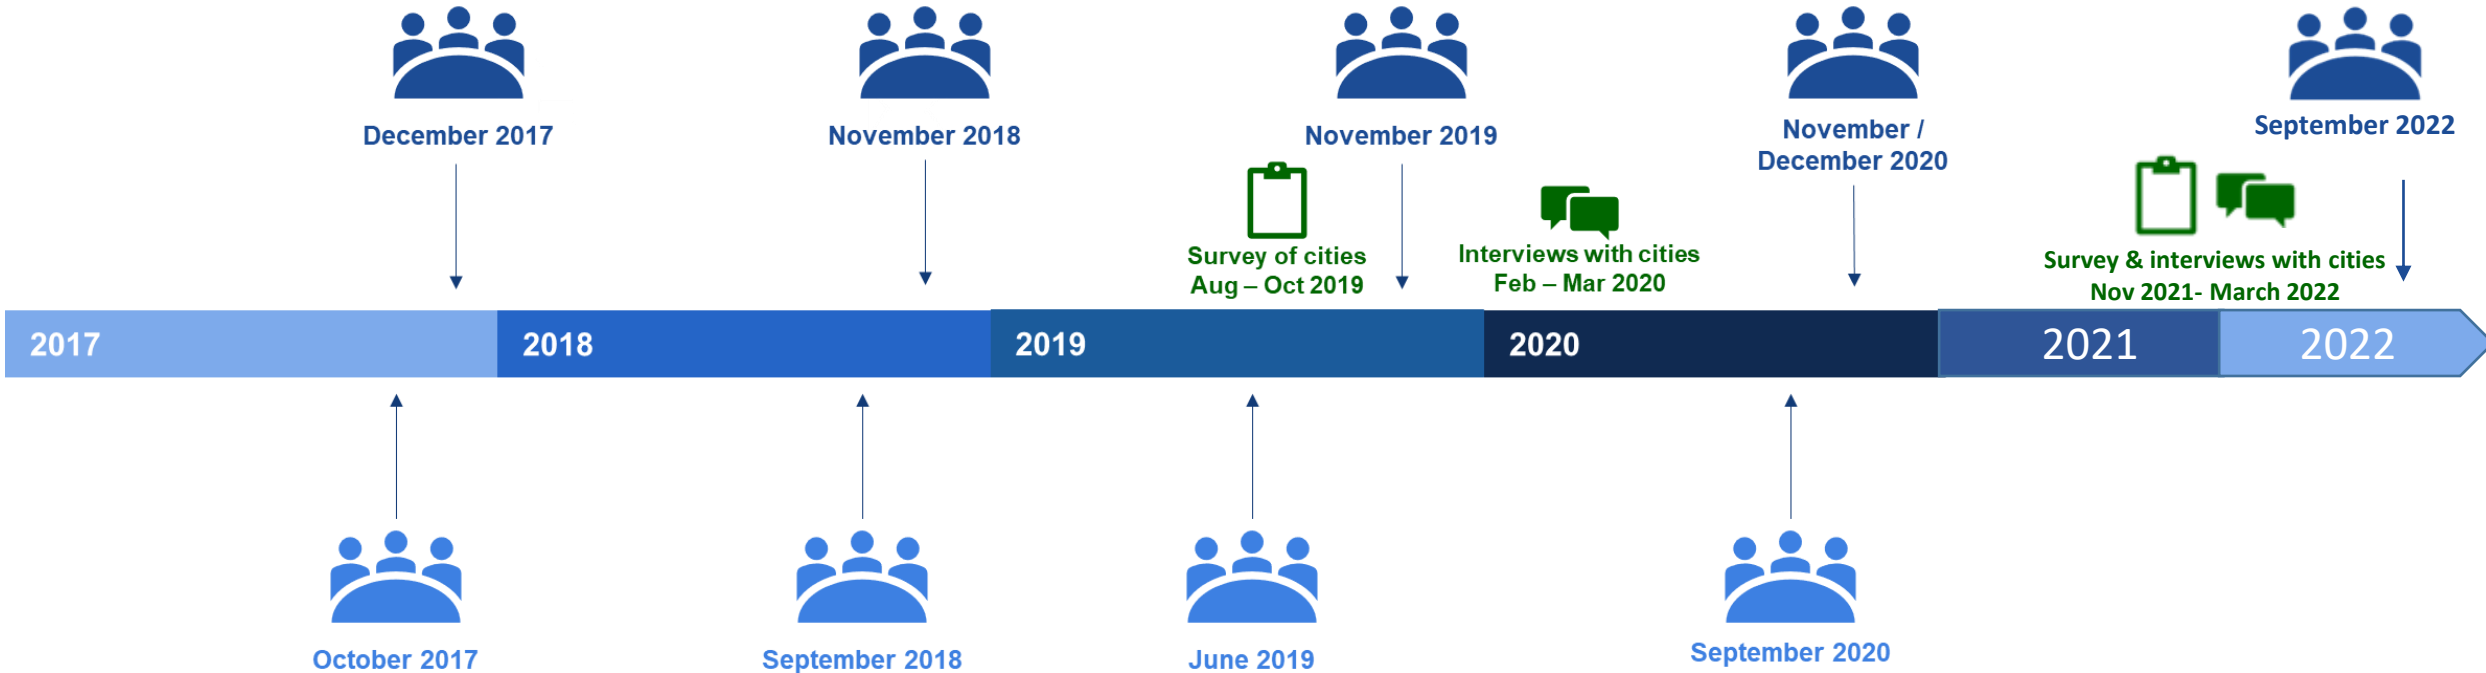 December 2017
November 2018
November 2019
November /
December 2020
September 2022
Survey of cities
Aug – Oct 2019
Interviews with cities
Feb – Mar 2020
Survey & interviews with cities
Nov 2021- March 2022
2017
2018
2019
2020
2021
2022
October 2017
September 2018
June 2019
September 2020